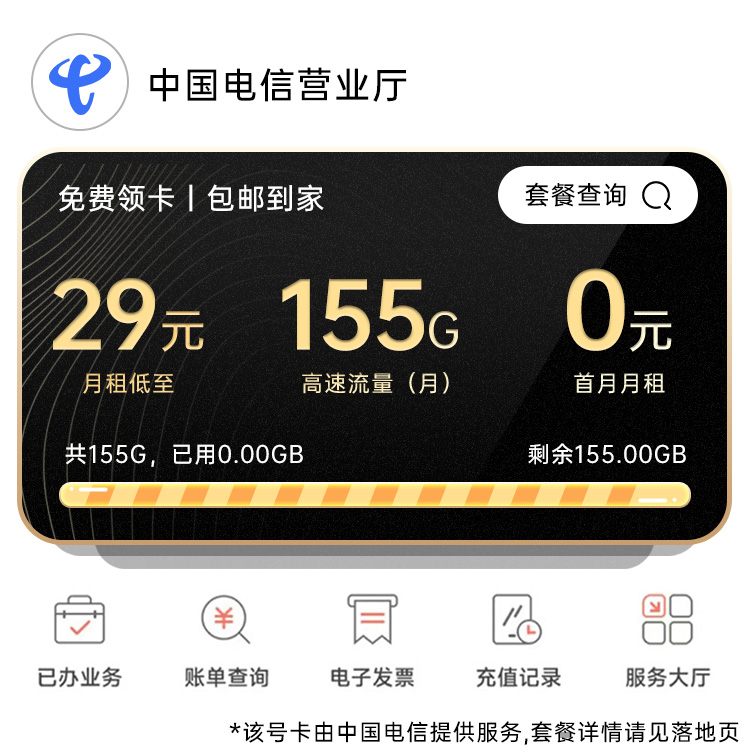 中国电信营业厅
免费领卡 | 包邮到家
套餐查询
29元 155G 0元
月租低至 高速流量（月） 首月月租
共155G，已用0.00GB 剩余155.00GB
已办业务 账单查询 电子发票 充值记录 服务大厅
*该号卡由中国电信提供服务,套餐详情请见落地页